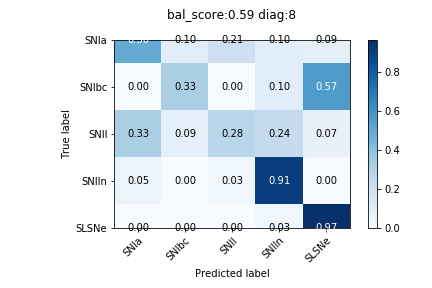 bal_score:0.59 diag:8
SNIa 0.10 0.21 0.10 0.09
SNIbc 0.00 0.33 0.00 0.10 0.57
SNII 0.33 0.09 0.28 0.24 0.07
SNIIn 0.05 0.00 0.03 0.91 0.00
SLSNe 0.00 0.00 0.00 0.03 0.97
SNIa SNIbc SNII SNIIn SLSNe
True label
Predicted label
0.8
0.6
0.4
0.2
0.0